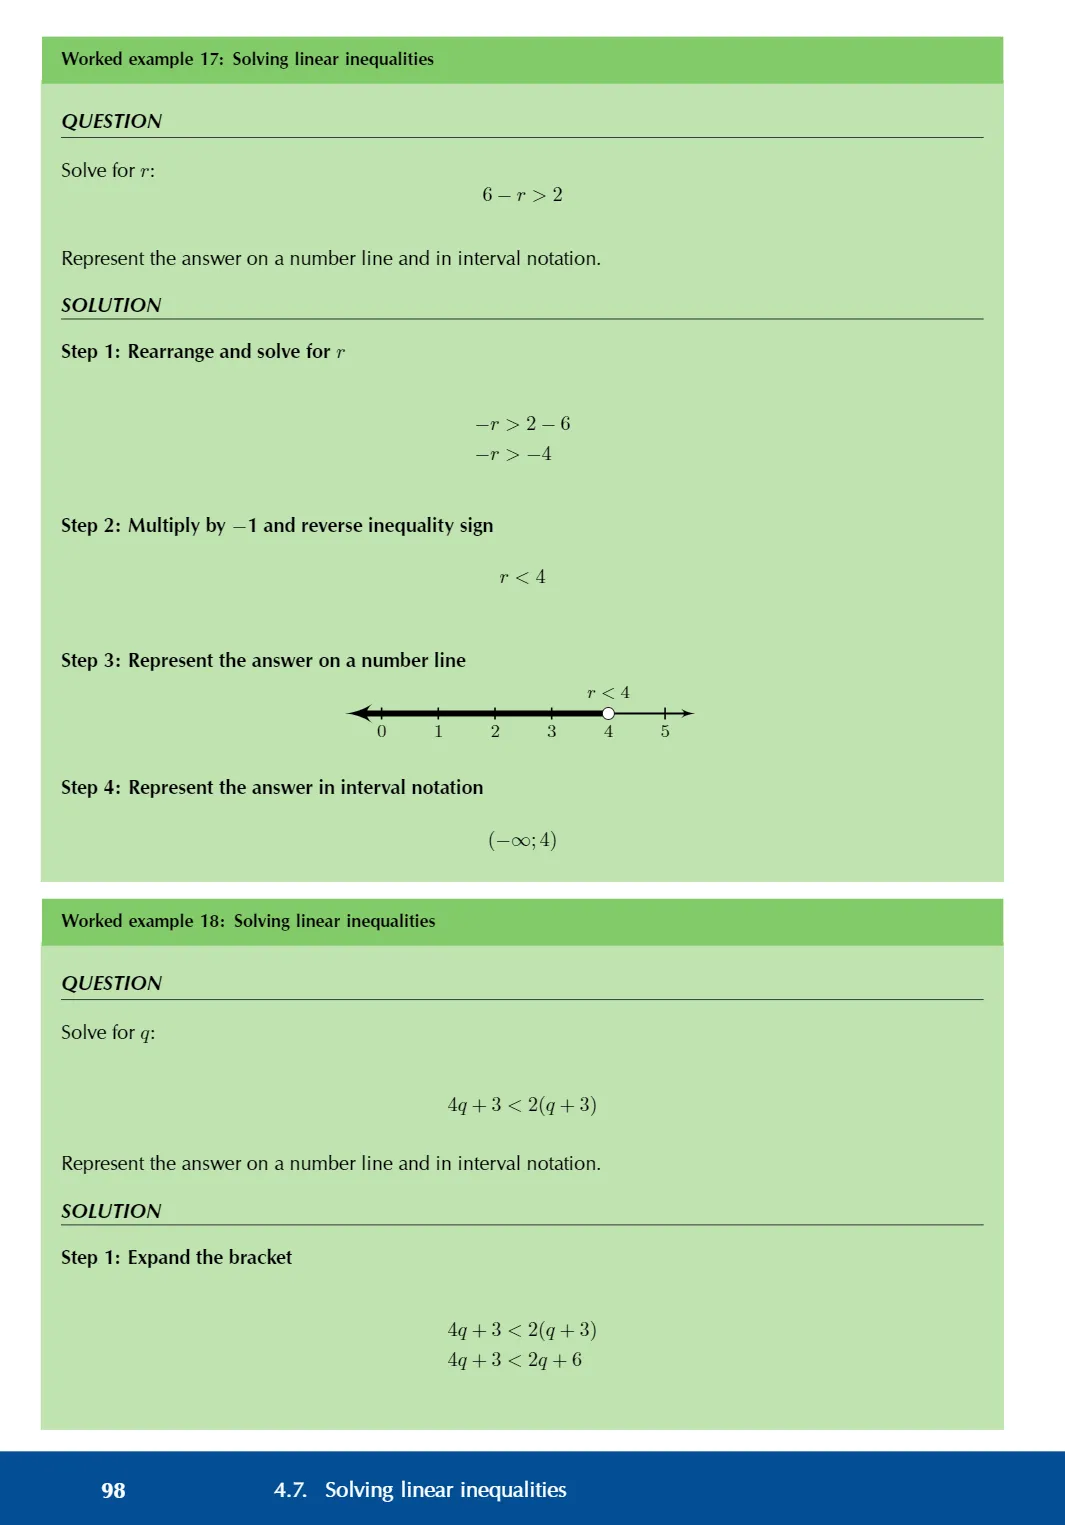 Worked example 17: Solving linear inequalities
QUESTION
Solve for r:
6 − r > 2
Represent the answer on a number line and in interval notation.
SOLUTION
Step 1: Rearrange and solve for r
−r > 2 − 6
−r > −4
Step 2: Multiply by −1 and reverse inequality sign
r < 4
Step 3: Represent the answer on a number line
r < 4
0 1 2 3 4 5
Step 4: Represent the answer in interval notation
(−∞; 4)
Worked example 18: Solving linear inequalities
QUESTION
Solve for q:
4q + 3 < 2(q + 3)
Represent the answer on a number line and in interval notation.
SOLUTION
Step 1: Expand the bracket
4q + 3 < 2(q + 3)
4q + 3 < 2q + 6
98 4.7. Solving linear inequalities